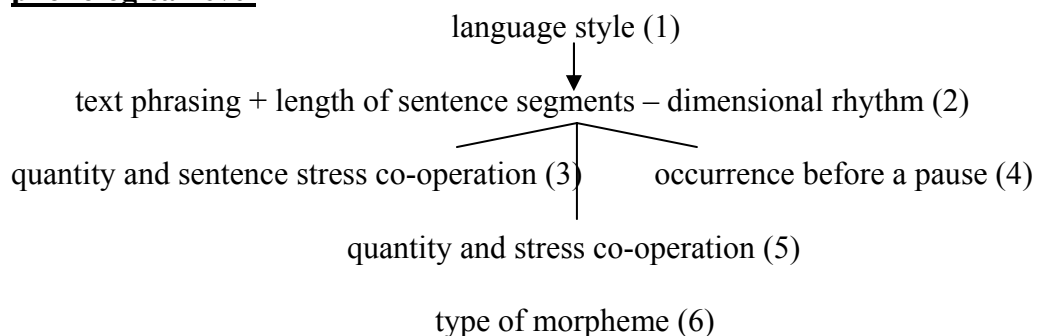 language style (1)
text phrasing + length of sentence segments – dimensional rhythm (2)
quantity and sentence stress co-operation (3) occurrence before a pause (4)
quantity and stress co-operation (5)
type of morpheme (6)